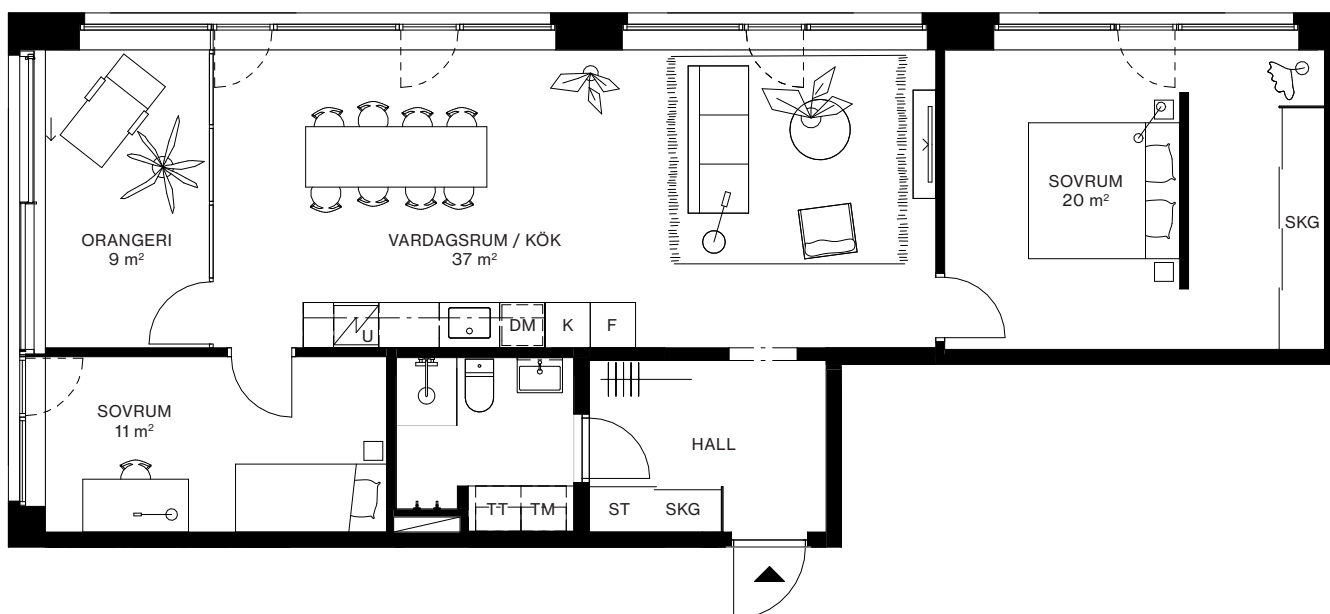 SOVRUM
20 m²
SKG
ORANGERI
9 m²
VARDAGSRUM / KÖK
37 m²
U
DM
K
F
SOVRUM
11 m²
HALL
TT
TM
ST
SKG